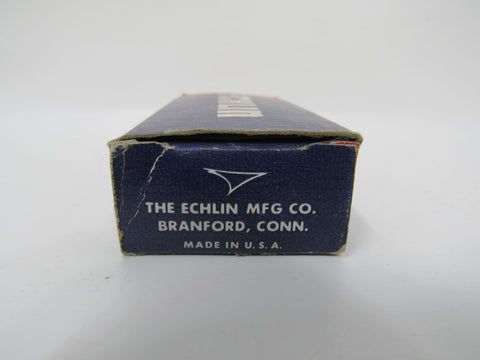 THE ECHLIN MFG CO.
BRANFORD, CONN.
MADE IN U.S.A.